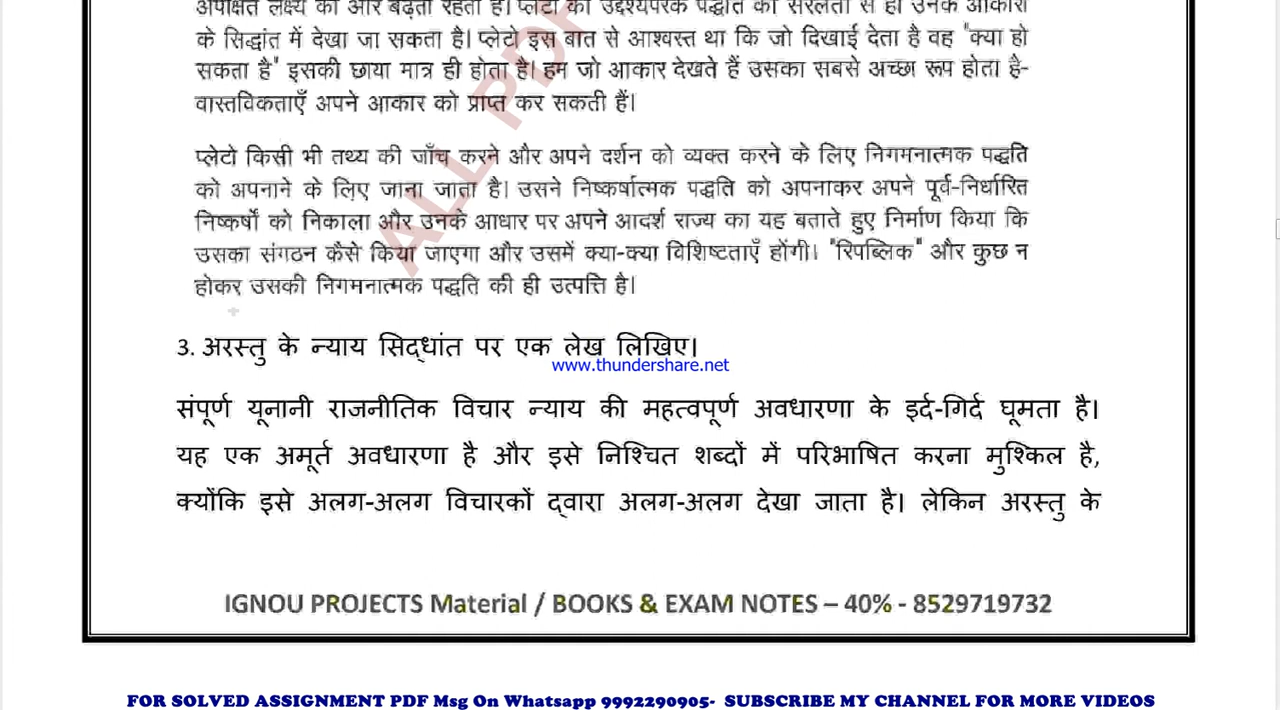 अपेक्षित लक्ष्य की ओर बढ़ता रहता है। प्लेटो की उद्देश्यपरक पद्धति को सरलता से ही उनके आकारों
के सिद्धांत में देखा जा सकता है। प्लेटो इस बात से आश्वस्त था कि जो दिखाई देता है वह "क्या हो
सकता है" इसकी छाया मात्र ही होता है। हम जो आकार देखते हैं उसका सबसे अच्छा रूप होता है-
वास्तविकताएँ अपने आकार को प्राप्त कर सकती हैं।
प्लेटो किसी भी तथ्य की जाँच करने और अपने दर्शन को व्यक्त करने के लिए निगमनात्मक पद्धति
को अपनाने के लिए जाना जाता है। उसने निष्कर्षात्मक पद्धति को अपनाकर अपने पूर्व-निर्धारित
निष्कर्षों को निकाला और उनके आधार पर अपने आदर्श राज्य का यह बताते हुए निर्माण किया कि
उसका संगठन कैसे किया जाएगा और उसमें क्या-क्या विशिष्टताएँ होंगी। "रिपब्लिक" और कुछ न
होकर उसकी निगमनात्मक पद्धति की ही उत्पत्ति है।
ALL PDF
3. अरस्तु के न्याय सिद्धांत पर एक लेख लिखिए।
www.thundershare.net
संपूर्ण यूनानी राजनीतिक विचार न्याय की महत्वपूर्ण अवधारणा के इर्द-गिर्द घूमता है।
यह एक अमूर्त अवधारणा है और इसे निश्चित शब्दों में परिभाषित करना मुश्किल है,
क्योंकि इसे अलग-अलग विचारकों द्वारा अलग-अलग देखा जाता है। लेकिन अरस्तु के
IGNOU PROJECTS Material / BOOKS & EXAM NOTES – 40% - 8529719732
FOR SOLVED ASSIGNMENT PDF Msg On Whatsapp 9992290905- SUBSCRIBE MY CHANNEL FOR MORE VIDEOS